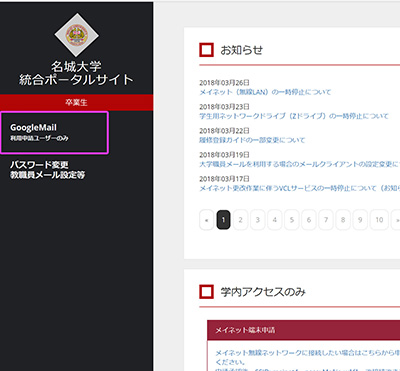 名城大学
統合ポータルサイト
卒業生
GoogleMail
利用申請ユーザーのみ
パスワード変更
教職員メール設定等
お知らせ
2018年03月26日
メイネット（無線LAN）の一時停止について
2018年03月23日
学生用ネットワークドライブ（Zドライブ）の一時停止について
2018年03月22日
履修登録ガイドの一部変更について
2018年03月19日
大学職員メールを利用する場合のメールクライアントの設定変更につ
2018年03月17日
メイネット更改作業に伴うVCLサービスの一時停止について（お知ら
« 1 2 3 4 5 6 7 8 9 10 »
学内アクセスのみ
メイネット端末申請
メイネット無線ネットワークに接続したい場合はこちらから申
ください。